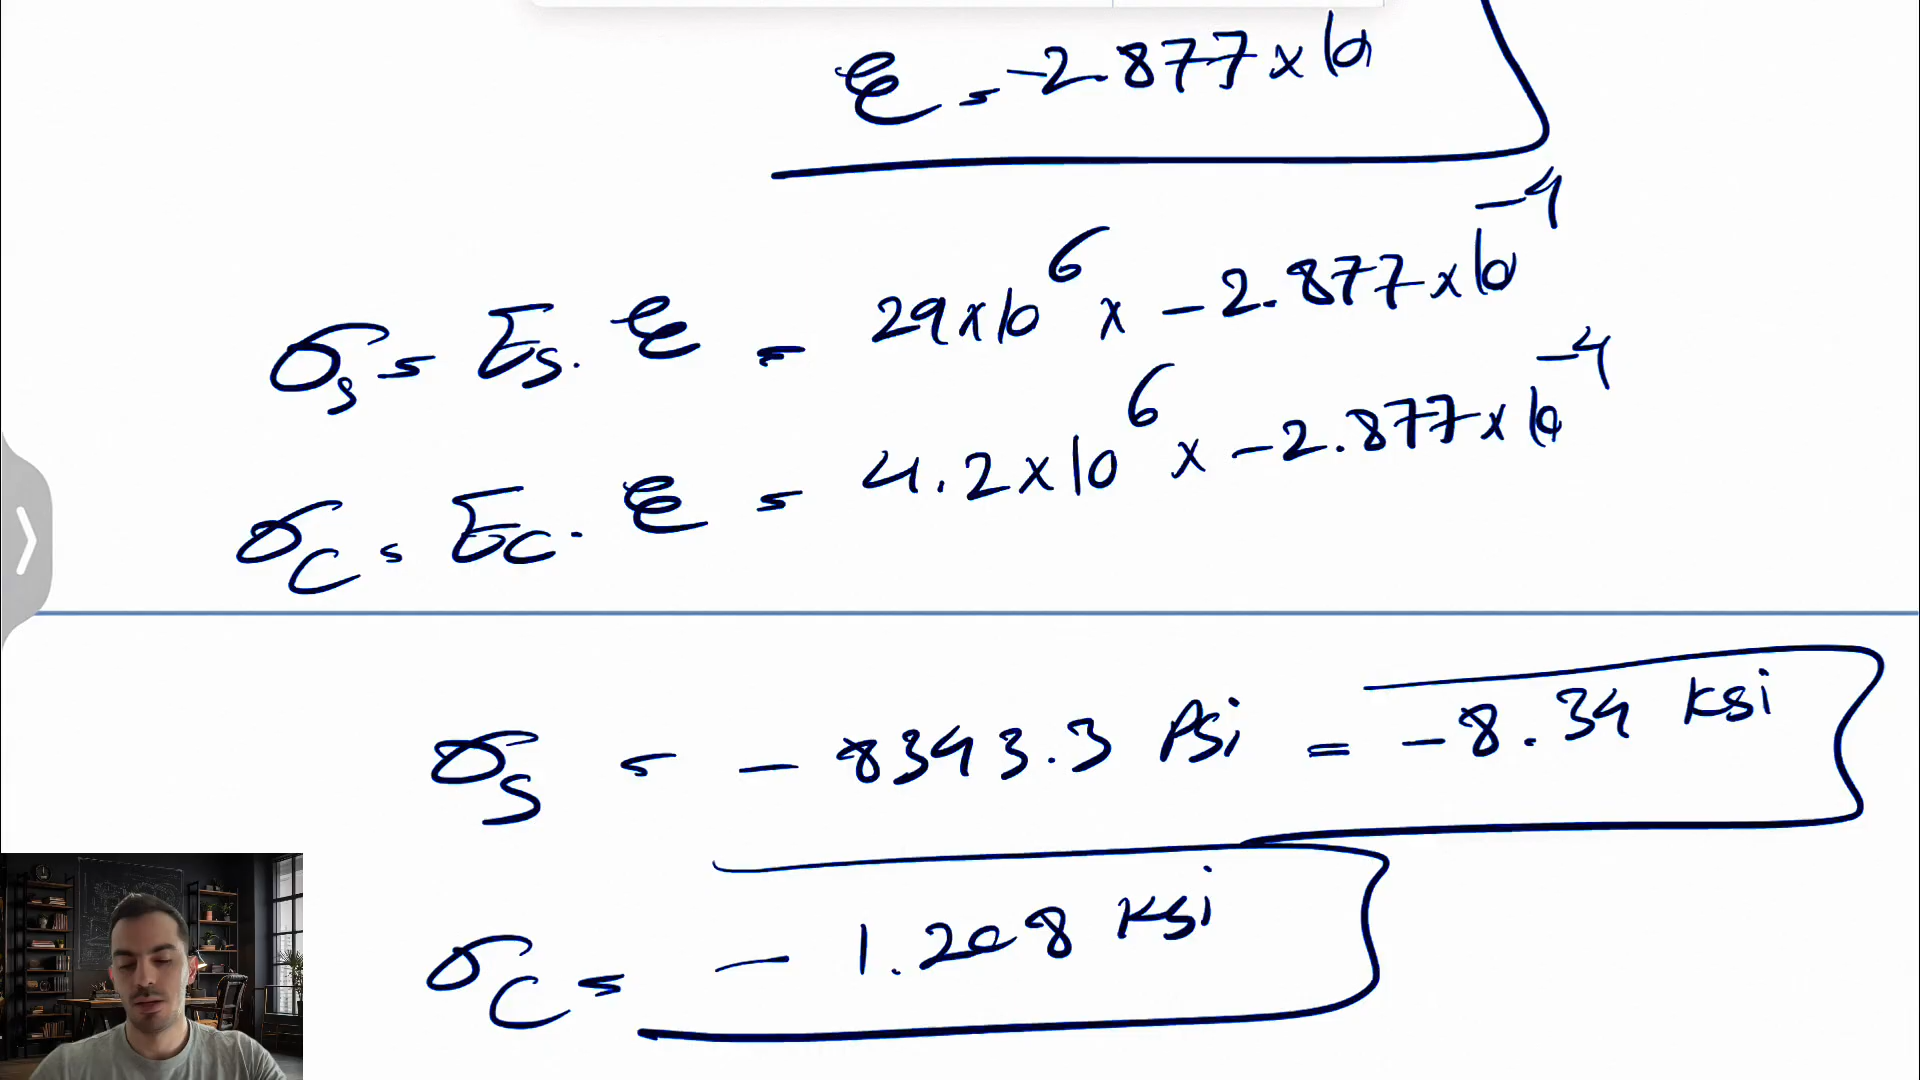 ε = -2.877 x 10
σs = Es. ε = 29x10^6 x -2.877x10^-4
σc = Ec. ε = 4.2x10^6 x -2.877x10^-4
σs = - 8343.3 Psi = -8.34 ksi
σc = - 1.208 ksi